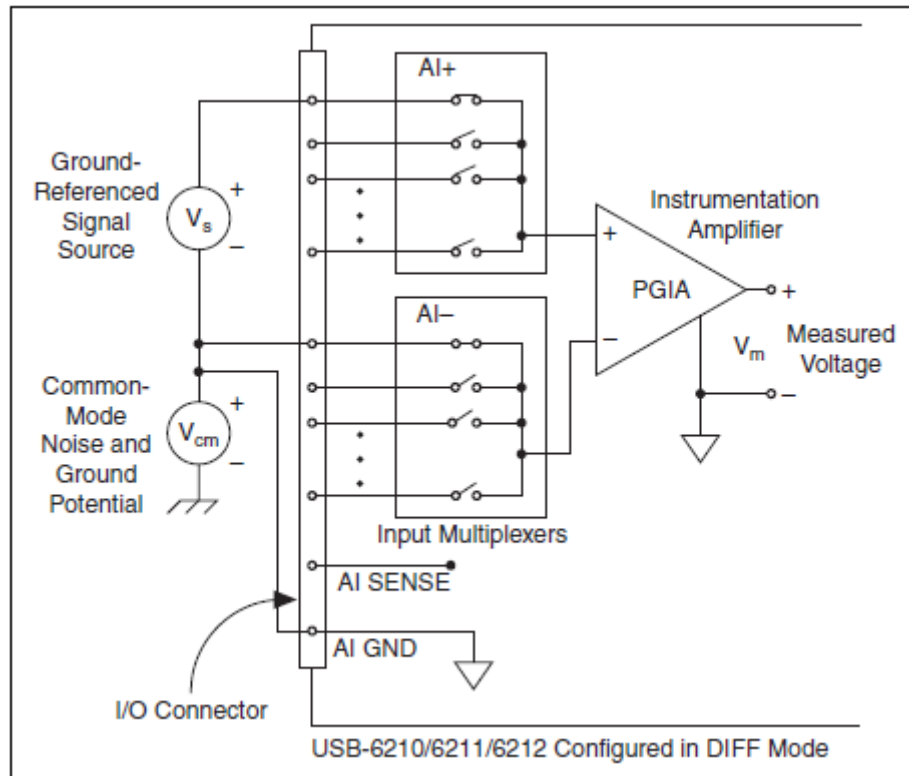 AI+
Ground-
Referenced
Signal
Source
+
Vs
−
Instrumentation
Amplifier
+
PGIA
−
+
Vm
−
Measured
Voltage
AI−
Common-
Mode
Noise and
Ground
Potential
+
Vcm
−
Input Multiplexers
AI SENSE
AI GND
I/O Connector
USB-6210/6211/6212 Configured in DIFF Mode